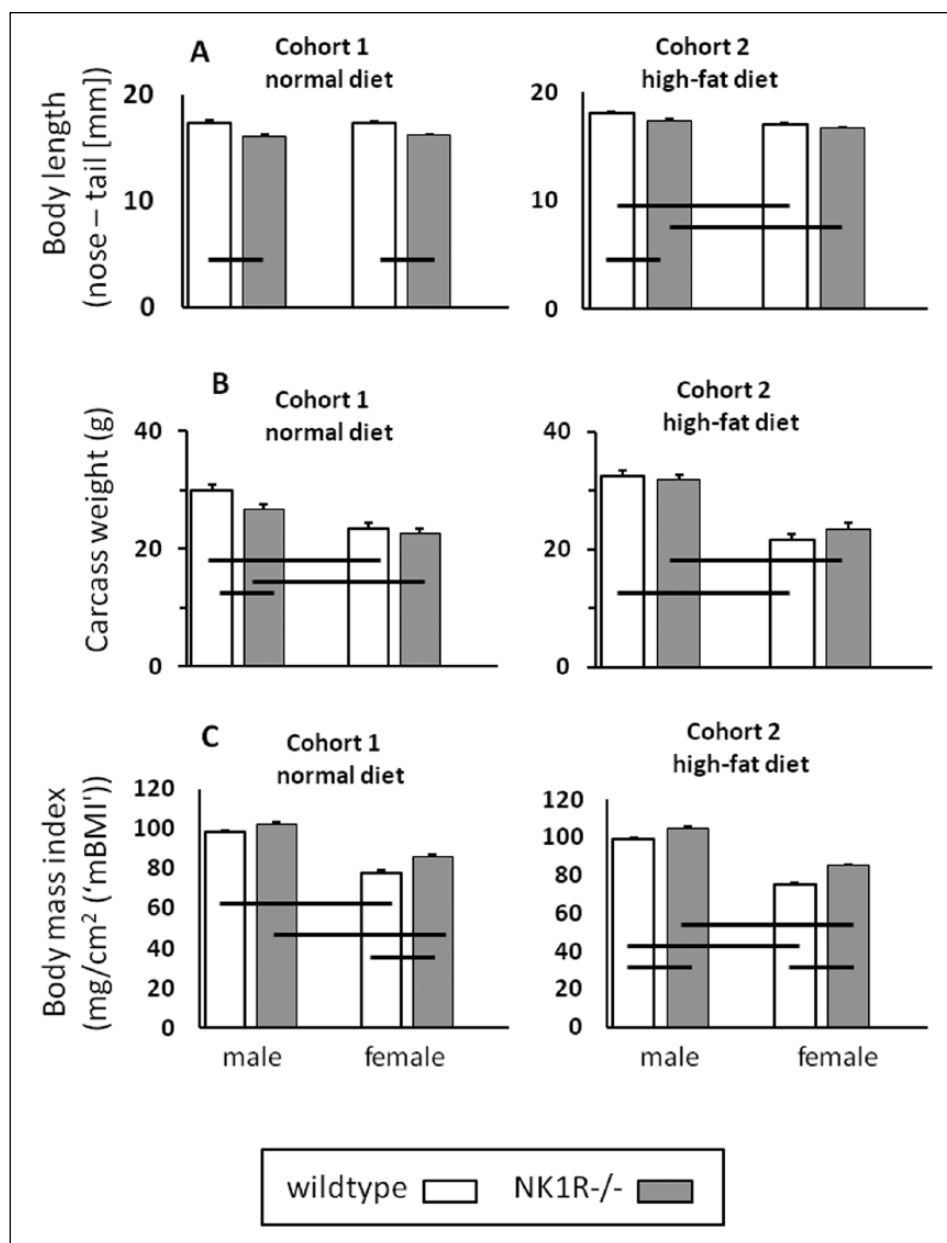 A
Cohort 1
normal diet
Cohort 2
high-fat diet
Body length
(nose – tail [mm])
20
10
0
20
10
0
B
Cohort 1
normal diet
Cohort 2
high-fat diet
Carcass weight (g)
40
20
0
40
20
0
C
Cohort 1
normal diet
Cohort 2
high-fat diet
Body mass index
(mg/cm² (‘mBMI'))
120
100
80
60
40
20
0
120
100
80
60
40
20
0
male female
male female
wildtype NK1R-/-